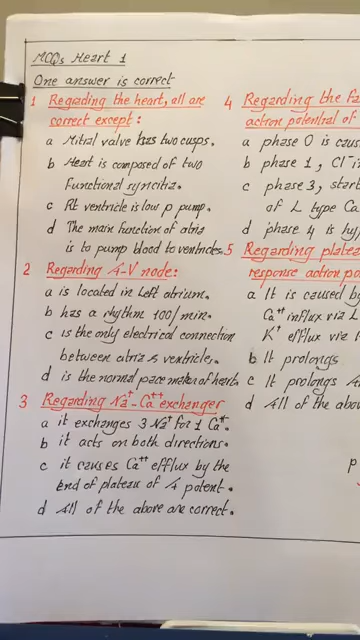 MCQs Heart 1
One answer is correct
1 Regarding the heart, all are
correct except:
a Mitral valve has two cusps.
b Heart is composed of two
Functional syncitia.
c Rt ventricle is low p pump.
d The main function of atria
is to pump blood to ventricles.
2 Regarding A-V node:
a is located in Left atrium.
b has a rhythm 100/min.
c is the only electrical connection
between atria & ventricle.
d is the normal pace maker of heart.
3 Regarding Na+-Ca++ exchanger
a it exchanges 3 Na+ for 1 Ca++.
b it acts on both directions.
c it causes Ca++ efflux by the
end of plateau of A potent.
d All of the above are correct.
4 Regarding the fa
action potential of
a phase 0 is caus
b phase 1, Cl- i
c phase 3, star
of L type Ca
d phase 4 is hy
5 Regarding plate
response action po
a It is caused by
Ca++ influx via L
K+ efflux via
b It prolongs
c It prolongs A
d All of the abov
p